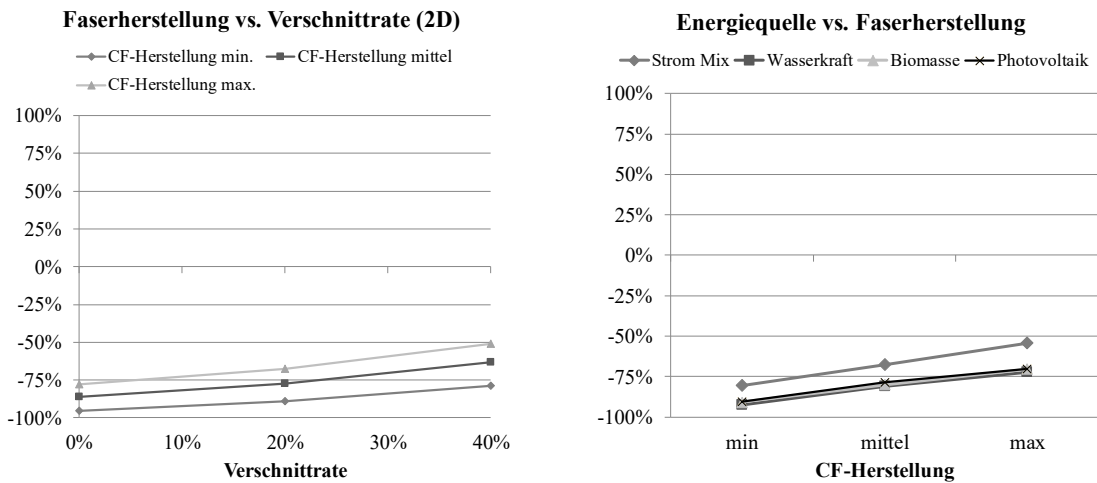 Faserherstellung vs. Verschnittrate (2D)
CF-Herstellung min.
CF-Herstellung mittel
CF-Herstellung max.
100%
75%
50%
25%
0%
-25%
-50%
-75%
-100%
0%
10%
20%
30%
40%
Verschnittrate
Energiequelle vs. Faserherstellung
Strom Mix
Wasserkraft
Biomasse
Photovoltaik
100%
75%
50%
25%
0%
-25%
-50%
-75%
-100%
min
mittel
max
CF-Herstellung